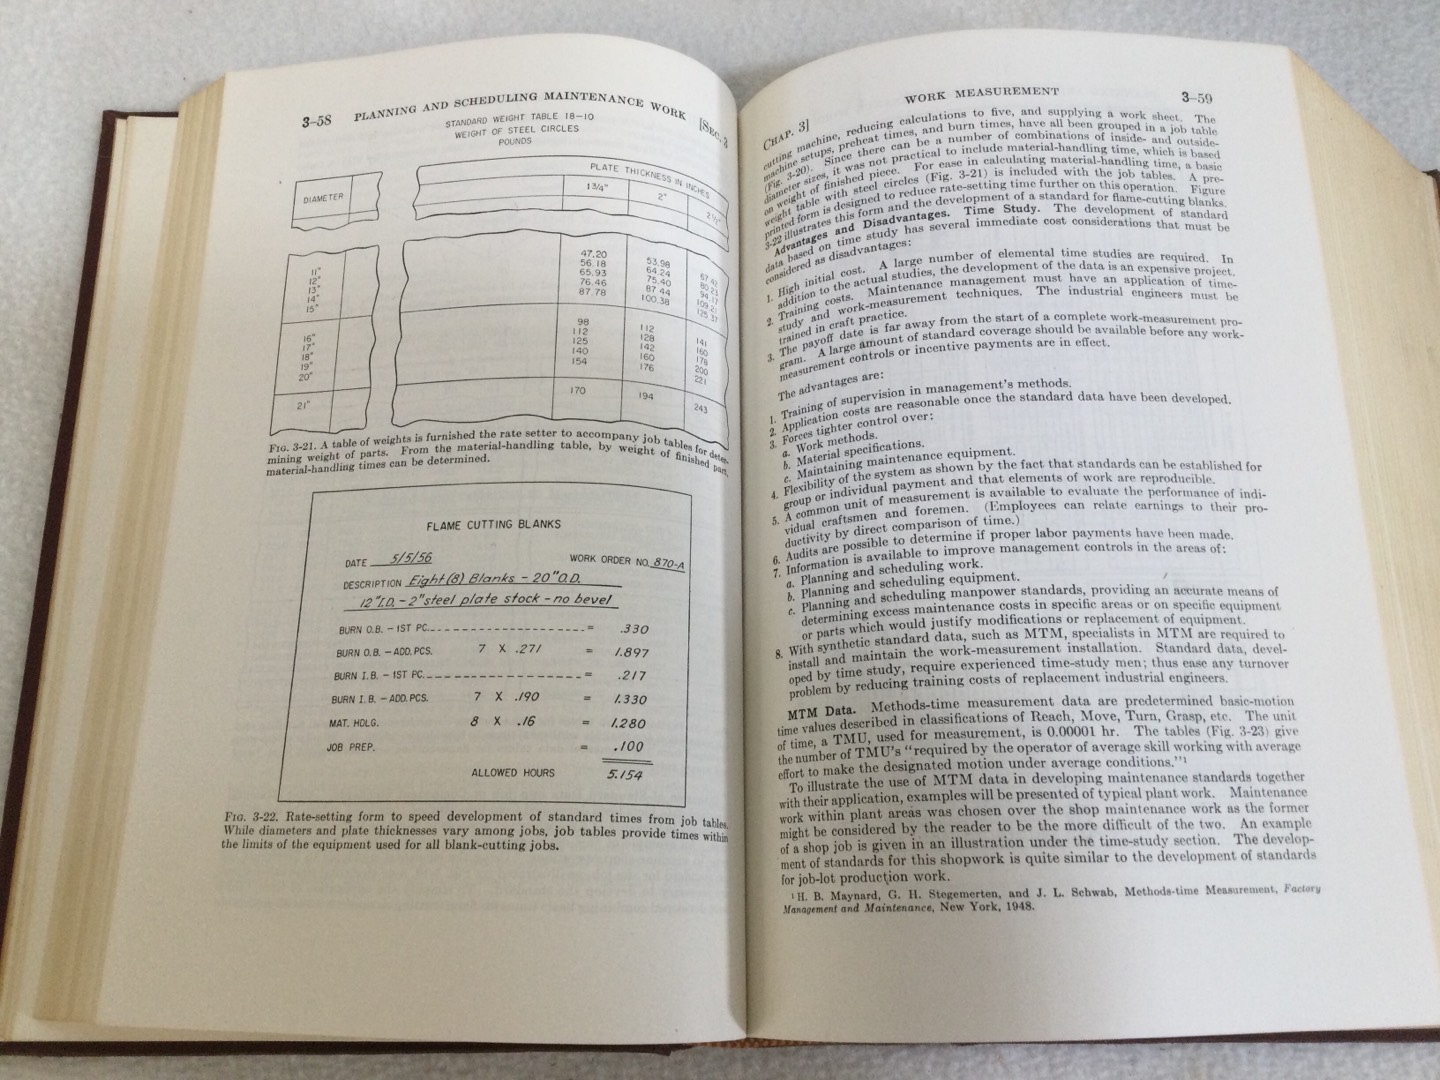 3-58 PLANNING AND SCHEDULING MAINTENANCE WORK [SEC. 3
STANDARD WEIGHT TABLE 18-10
WEIGHT OF STEEL CIRCLES
POUNDS
DIAMETER
PLATE THICKNESS IN INCHES
1 3/4" 2" 2 1/2"
11" 47.20 53.98
12" 56.18 64.24
13" 65.93 75.40
14" 76.46 87.44
15" 87.78 100.38 125.37
16" 98 112 141
17" 112 128 160
18" 125 142 178
19" 140 160 200
20" 154 176 221
21" 170 194 243
FIG. 3-21. A table of weights is furnished the rate setter to accompany job tables for deter-
mining weight of parts. From the material-handling table, by weight of finished part,
material-handling times can be determined.
FLAME CUTTING BLANKS
DATE 5/5/56 WORK ORDER NO. 870-A
DESCRIPTION Eight (8) Blanks - 20" O.D.
12" I.D. - 2" steel plate stock - no bevel
BURN O.B. - 1ST PC. = .330
BURN O.B. - ADD. PCS. 7 X .271 = 1.897
BURN I.B. - 1ST PC. = .217
BURN I.B. - ADD. PCS. 7 X .190 = 1.330
MAT. HDLG. 8 X .16 = 1.280
JOB PREP. = .100
ALLOWED HOURS 5.154
FIG. 3-22. Rate-setting form to speed development of standard times from job tables.
While diameters and plate thicknesses vary among jobs, job tables provide times within
the limits of the equipment used for all blank-cutting jobs.
CHAP. 3] WORK MEASUREMENT 3-59
cutting machine, reducing calculations to five, and supplying a work sheet. The
machine setups, preheat times, and burn times, have all been grouped in a job table
(Fig. 3-20). Since there can be a number of combinations of inside- and outside-
diameter sizes, it was not practical to include material-handling time, which is based
on weight of finished piece. For ease in calculating material-handling time, a basic
weight table with steel circles (Fig. 3-21) is included with the job tables. A pre-
printed form is designed to reduce rate-setting time further on this operation. Figure
3-22 illustrates this form and the development of a standard for flame-cutting blanks.
Advantages and Disadvantages. Time Study. The development of standard
data based on time study has several immediate cost considerations that must be
considered as disadvantages:
1. High initial cost. A large number of elemental time studies are required. In
addition to the actual studies, the development of the data is an expensive project.
2. Training costs. Maintenance management must have an application of time-
study and work-measurement techniques. The industrial engineers must be
trained in craft practice.
3. The payoff date is far away from the start of a complete work-measurement pro-
gram. A large amount of standard coverage should be available before any work-
measurement controls or incentive payments are in effect.
The advantages are:
1. Training of supervision in management's methods.
2. Application costs are reasonable once the standard data have been developed.
3. Forces tighter control over:
a. Work methods.
b. Material specifications.
c. Maintaining maintenance equipment.
4. Flexibility of the system as shown by the fact that standards can be established for
group or individual payment and that elements of work are reproducible.
5. A common unit of measurement is available to evaluate the performance of indi-
vidual craftsmen and foremen. (Employees can relate earnings to their pro-
ductivity by direct comparison of time.)
6. Audits are possible to determine if proper labor payments have been made.
7. Information is available to improve management controls in the areas of:
a. Planning and scheduling work.
b. Planning and scheduling equipment.
c. Planning and scheduling manpower standards, providing an accurate means of
determining excess maintenance costs in specific areas or on specific equipment
or parts which would justify modifications or replacement of equipment.
8. With synthetic standard data, such as MTM, specialists in MTM are required to
install and maintain the work-measurement installation. Standard data, devel-
oped by time study, require experienced time-study men; thus ease any turnover
problem by reducing training costs of replacement industrial engineers.
MTM Data. Methods-time measurement data are predetermined basic-motion
time values described in classifications of Reach, Move, Turn, Grasp, etc. The unit
of time, a TMU, used for measurement, is 0.00001 hr. The tables (Fig. 3-23) give
the number of TMU's "required by the operator of average skill working with average
effort to make the designated motion under average conditions."¹
To illustrate the use of MTM data in developing maintenance standards together
with their application, examples will be presented of typical plant work. Maintenance
work within plant areas was chosen over the shop maintenance work as the former
might be considered by the reader to be the more difficult of the two. An example
of a shop job is given in an illustration under the time-study section. The develop-
ment of standards for this shopwork is quite similar to the development of standards
for job-lot production work.
¹ H. B. Maynard, G. H. Stegemerten, and J. L. Schwab, Methods-time Measurement, Factory
Management and Maintenance, New York, 1948.